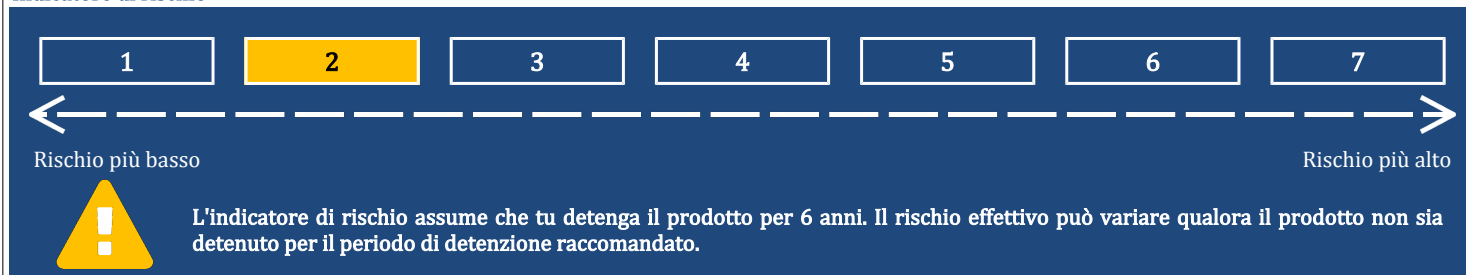 1 2 3 4 5 6 7
Rischio più basso Rischio più alto
L'indicatore di rischio assume che tu detenga il prodotto per 6 anni. Il rischio effettivo può variare qualora il prodotto non sia
detenuto per il periodo di detenzione raccomandato.